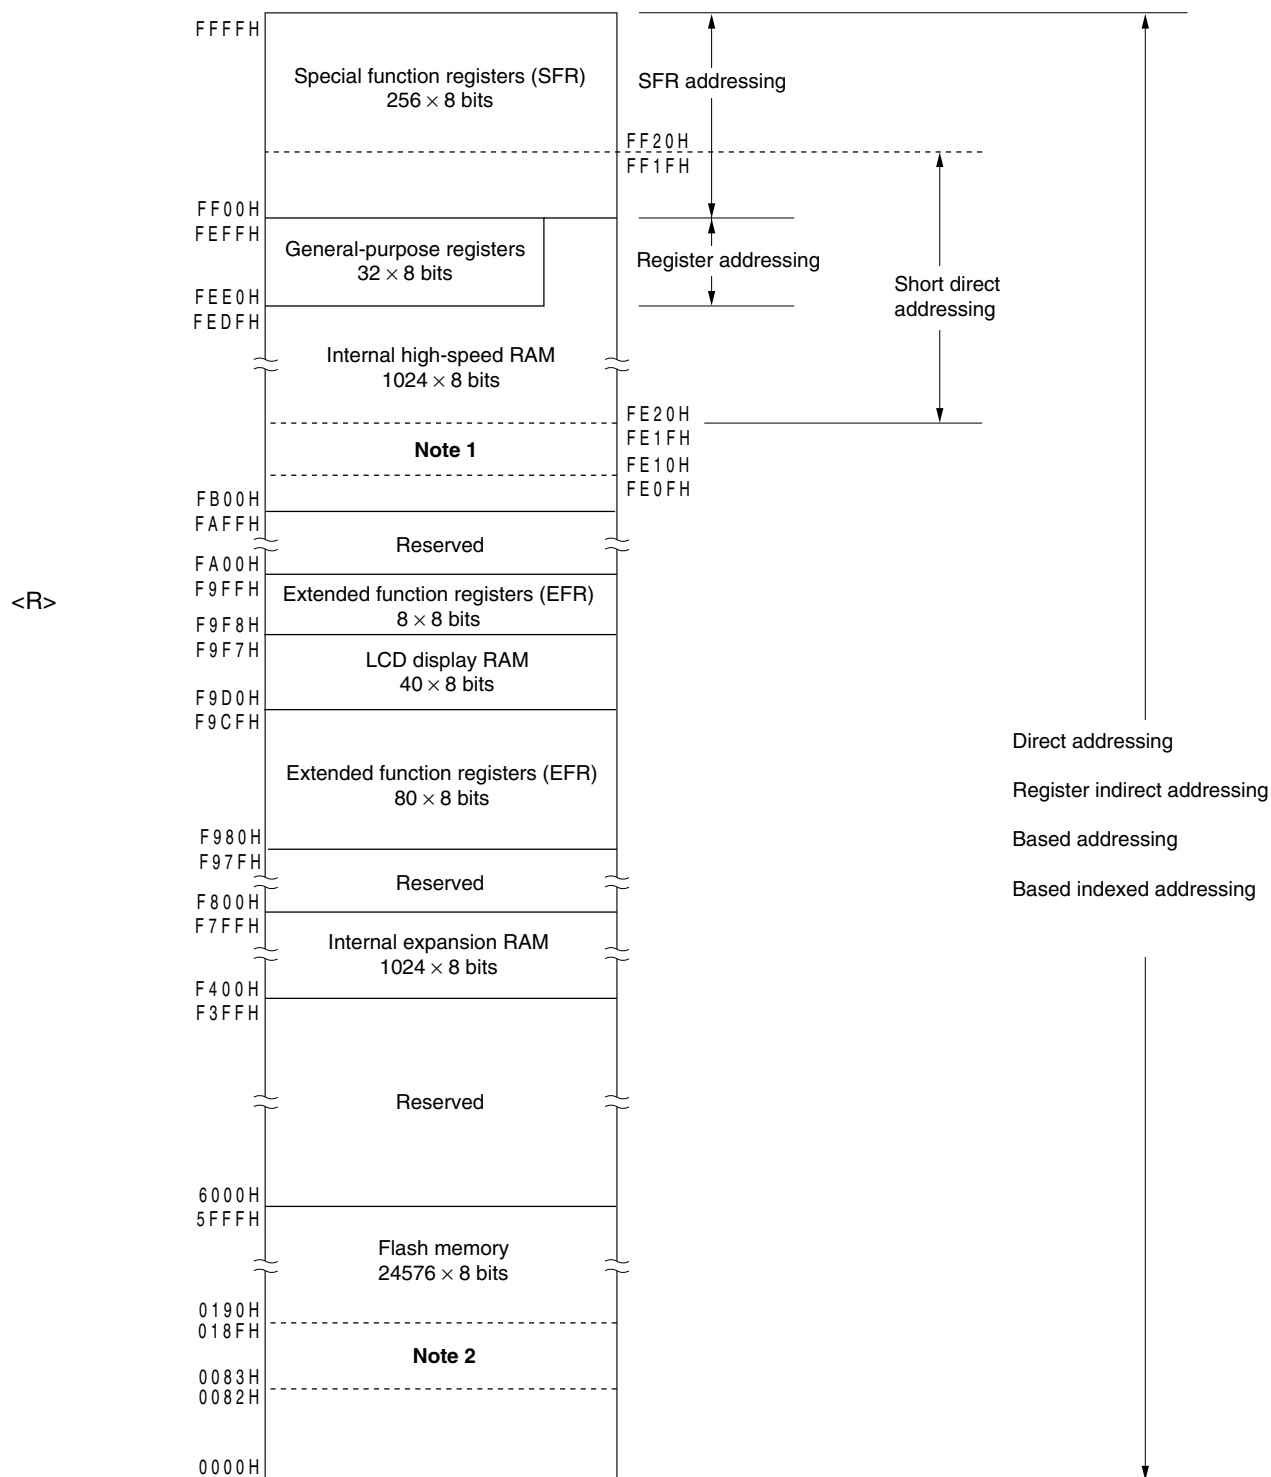 FFFFH
Special function registers (SFR)
256 × 8 bits
SFR addressing
FF20H
FF1FH
FF00H
FEFFH
General-purpose registers
32 × 8 bits
Register addressing
Short direct
addressing
FEE0H
FEDFH
Internal high-speed RAM
1024 × 8 bits
FE20H
FE1FH
Note 1
FE10H
FE0FH
FB00H
FAFFH
Reserved
FA00H
F9FFH
Extended function registers (EFR)
8 × 8 bits
<R>
F9F8H
F9F7H
LCD display RAM
40 × 8 bits
F9D0H
F9CFH
Extended function registers (EFR)
80 × 8 bits
Direct addressing
Register indirect addressing
Based addressing
Based indexed addressing
F980H
F97FH
Reserved
F800H
F7FFH
Internal expansion RAM
1024 × 8 bits
F400H
F3FFH
Reserved
6000H
5FFFH
Flash memory
24576 × 8 bits
0190H
018FH
Note 2
0083H
0082H
0000H